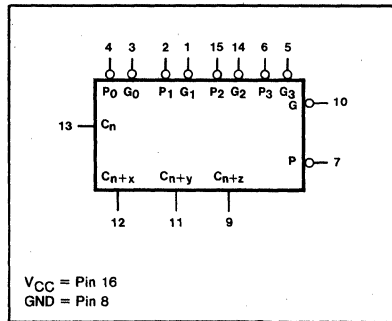 4 3 2 1 15 14 6 5
P0 G0 P1 G1 P2 G2 P3 G3
G 10
13 Cn
P 7
Cn+x Cn+y Cn+z
12 11 9
VCC = Pin 16
GND = Pin 8